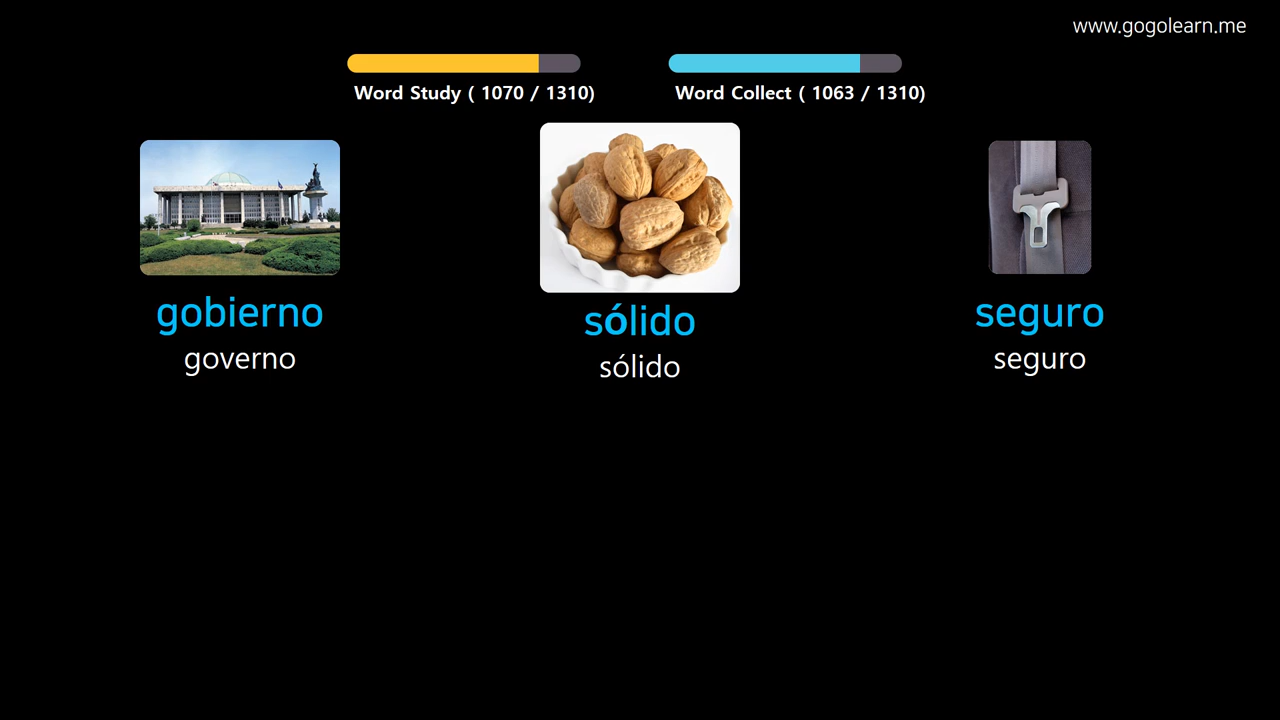 www.gogolearn.me
Word Study ( 1070 / 1310)
Word Collect ( 1063 / 1310)
gobierno
governo
sólido
sólido
seguro
seguro